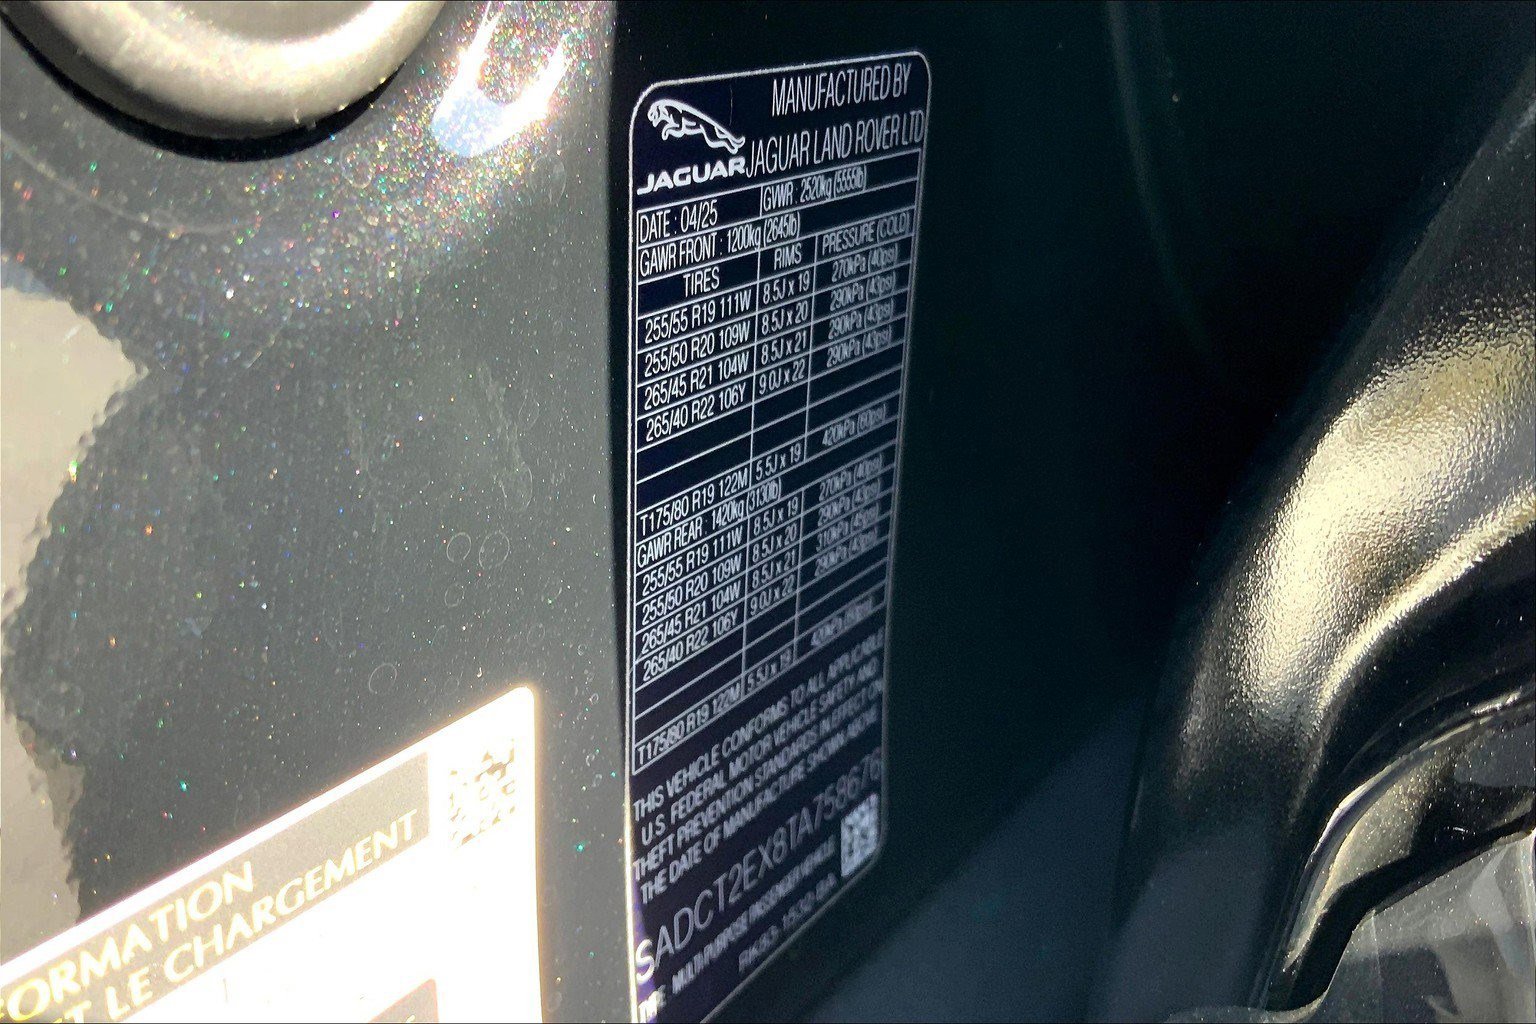 MANUFACTURED BY
JAGUAR JAGUAR LAND ROVER LTD
DATE : 04/25 GVWR : 2520kg (5555lb)
GAWR FRONT : 1200kg (2645lb)
TIRES RIMS PRESSURE (COLD)
255/55 R19 111W 8.5J x 19 270kPa (40psi)
255/50 R20 109W 8.5J x 20 290kPa (43psi)
265/45 R21 104W 8.5J x 21 290kPa (43psi)
265/40 R22 106Y 9.0J x 22 290kPa (43psi)
T175/80 R19 122M 5.5J x 19 420kPa (60psi)
GAWR REAR : 1420kg (3130lb)
255/55 R19 111W 8.5J x 19 270kPa (40psi)
255/50 R20 109W 8.5J x 20 290kPa (43psi)
265/45 R21 104W 8.5J x 21 310kPa (45psi)
265/40 R22 106Y 9.0J x 22 290kPa (43psi)
T175/80 R19 122M 5.5J x 19 420kPa (60psi)
THIS VEHICLE CONFORMS TO ALL APPLICABLE
U.S. FEDERAL MOTOR VEHICLE SAFETY AND
THEFT PREVENTION STANDARDS IN EFFECT ON
THE DATE OF MANUFACTURE SHOWN ABOVE
SADCT2EX8TA758676
TYPE : MULTI-PURPOSE PASSENGER VEHICLE
FORMATION
ET LE CHARGEMENT